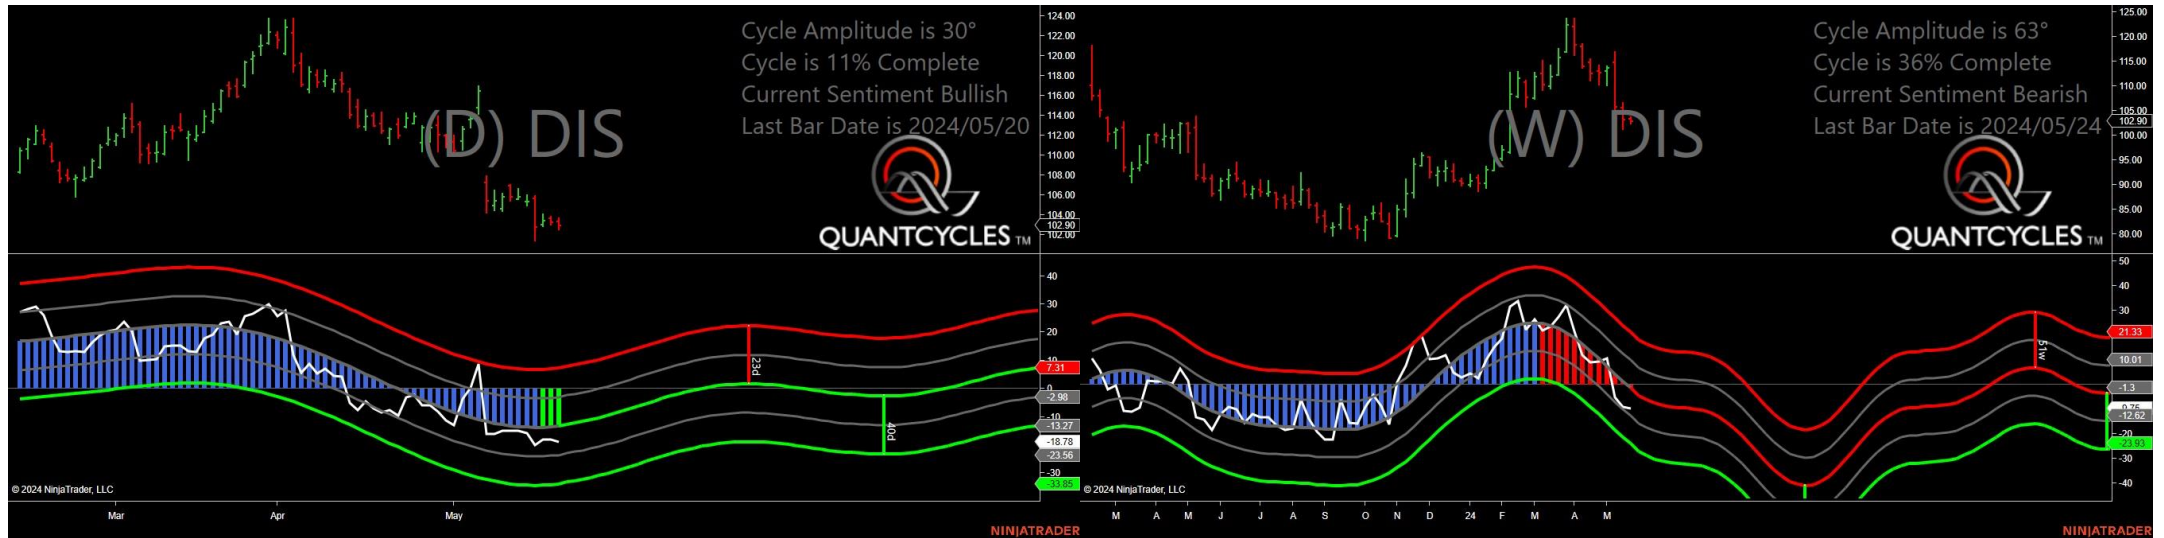 Cycle Amplitude is 30°
Cycle is 11% Complete
Current Sentiment Bullish
Last Bar Date is 2024/05/20
(D) DIS
QUANTCYCLES TM
124.00
122.00
120.00
118.00
116.00
114.00
112.00
110.00
108.00
106.00
104.00
102.90
102.00
40
30
20
10
7.31
0
-2.98
-10
-13.27
-18.78
-23.56
-30
-33.85
23d
40d
© 2024 NinjaTrader, LLC
Mar Apr May
NINJATRADER
Cycle Amplitude is 63°
Cycle is 36% Complete
Current Sentiment Bearish
Last Bar Date is 2024/05/24
(W) DIS
QUANTCYCLES TM
125.00
120.00
115.00
110.00
105.00
102.90
100.00
95.00
90.00
85.00
80.00
50
40
30
21.33
10.01
-1.3
-12.62
-20
-23.93
-30
-40
51w
© 2024 NinjaTrader, LLC
M A M J J A S O N D 24 F M A M
NINJATRADER